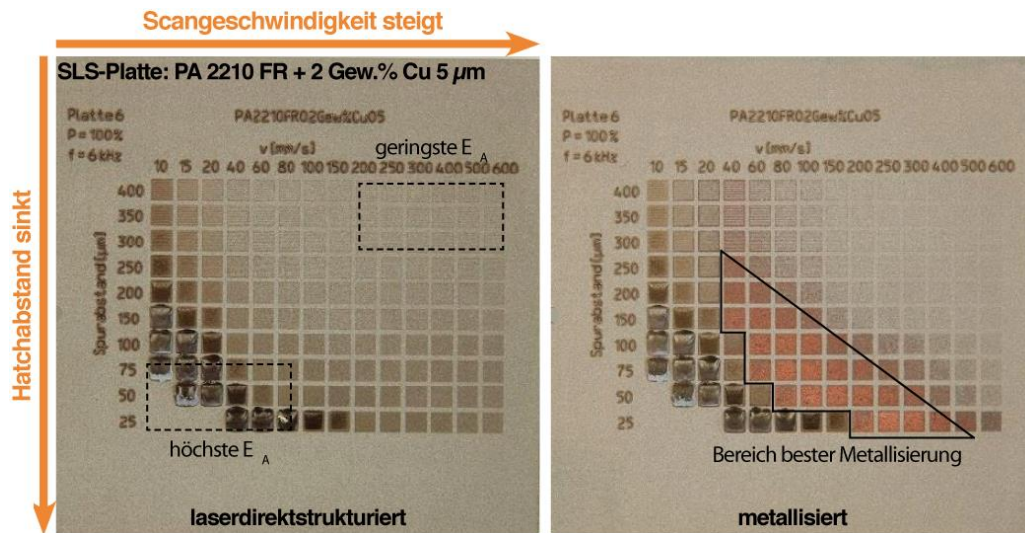 Scangeschwindigkeit steigt
Hatchabstand sinkt
SLS-Platte: PA 2210 FR + 2 Gew.% Cu 5 µm
Platte6
P=100%
f=6kHz
PA2210FR02Gew%Cu05
v[mm/s]
geringste E A
10 15 20 40 60 80 100 150 200 250 300 400 500 600
Spurabstand[µm]
400
350
300
250
200
150
100
75
50
25
höchste E A
laserdirektstrukturiert
Platte6
P=100%
f=6kHz
PA2210FR02Gew%Cu05
v[mm/s]
10 15 20 40 60 80 100 150 200 250 300 400 500 600
Spurabstand[µm]
400
350
300
250
200
150
100
75
50
25
Bereich bester Metallisierung
metallisiert